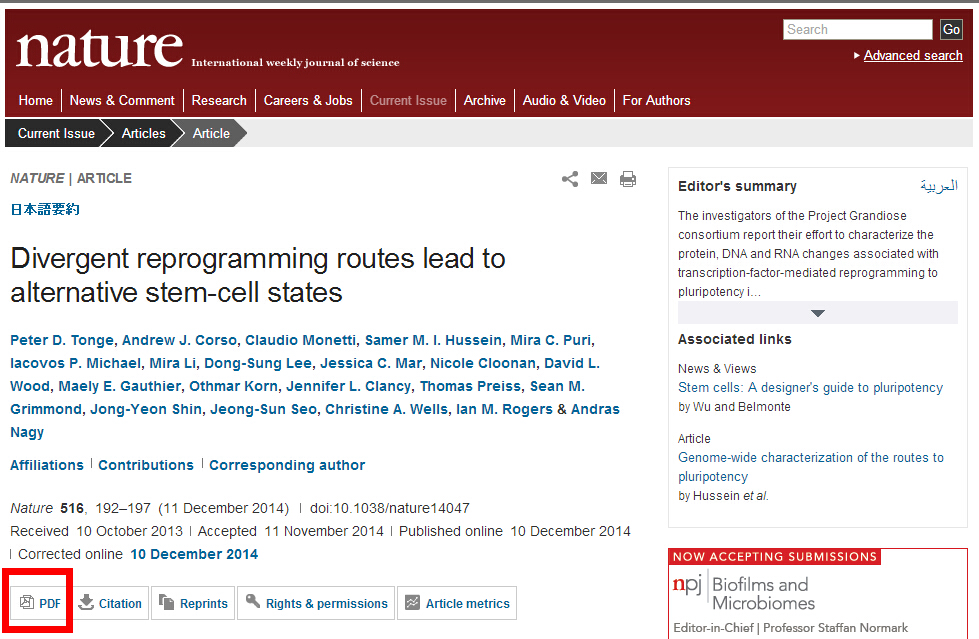 nature International weekly journal of science
Search Go
Advanced search
Home News & Comment Research Careers & Jobs Current Issue Archive Audio & Video For Authors
Current Issue Articles Article
NATURE | ARTICLE
日本語要約
Divergent reprogramming routes lead to
alternative stem-cell states
Peter D. Tonge, Andrew J. Corso, Claudio Monetti, Samer M. I. Hussein, Mira C. Puri,
Iacovos P. Michael, Mira Li, Dong-Sung Lee, Jessica C. Mar, Nicole Cloonan, David L.
Wood, Maely E. Gauthier, Othmar Korn, Jennifer L. Clancy, Thomas Preiss, Sean M.
Grimmond, Jong-Yeon Shin, Jeong-Sun Seo, Christine A. Wells, Ian M. Rogers & Andras
Nagy
Affiliations | Contributions | Corresponding author
Nature 516, 192–197 (11 December 2014) | doi:10.1038/nature14047
Received 10 October 2013 | Accepted 11 November 2014 | Published online 10 December 2014
| Corrected online 10 December 2014
PDF Citation Reprints Rights & permissions Article metrics
Editor's summary العربية
The investigators of the Project Grandiose
consortium report their effort to characterize the
protein, DNA and RNA changes associated with
transcription-factor-mediated reprogramming to
pluripotency i…
Associated links
News & Views
Stem cells: A designer's guide to pluripotency
by Wu and Belmonte
Article
Genome-wide characterization of the routes to
pluripotency
by Hussein et al.
NOW ACCEPTING SUBMISSIONS
npj Biofilms and
Microbiomes
Editor-in-Chief | Professor Staffan Normark